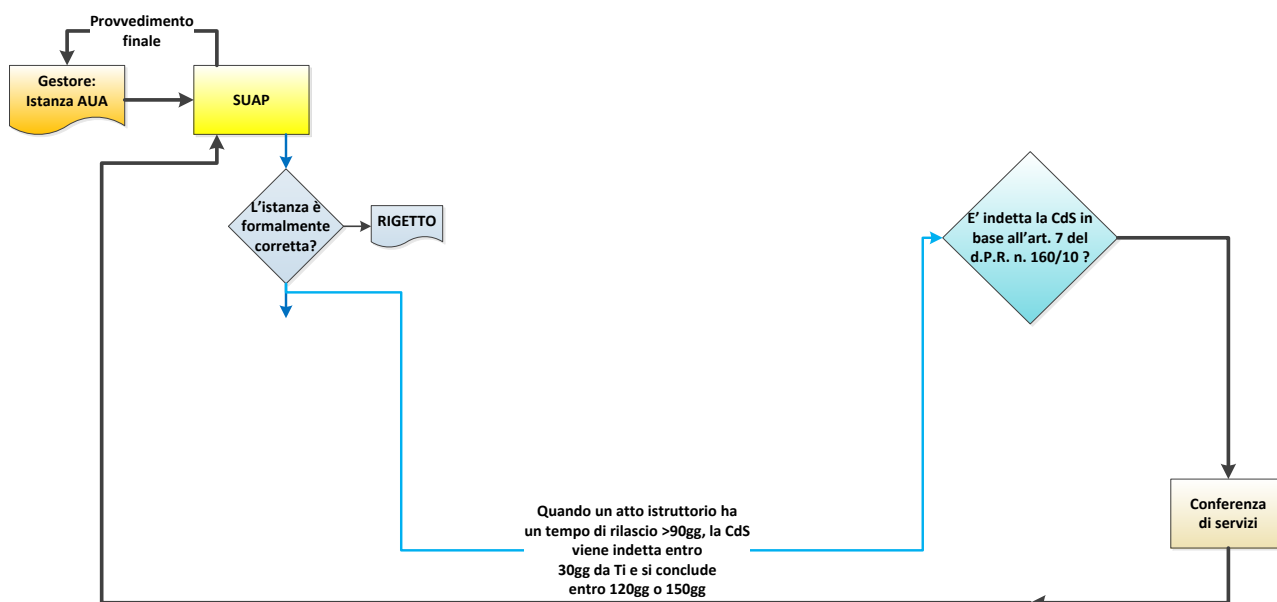 Provvedimento
finale
Gestore:
Istanza AUA
SUAP
L'istanza è
formalmente
corretta?
RIGETTO
E' indetta la CdS in
base all'art. 7 del
d.P.R. n. 160/10 ?
Conferenza
di servizi
Quando un atto istruttorio ha
un tempo di rilascio >90gg, la CdS
viene indetta entro
30gg da Ti e si conclude
entro 120gg o 150gg